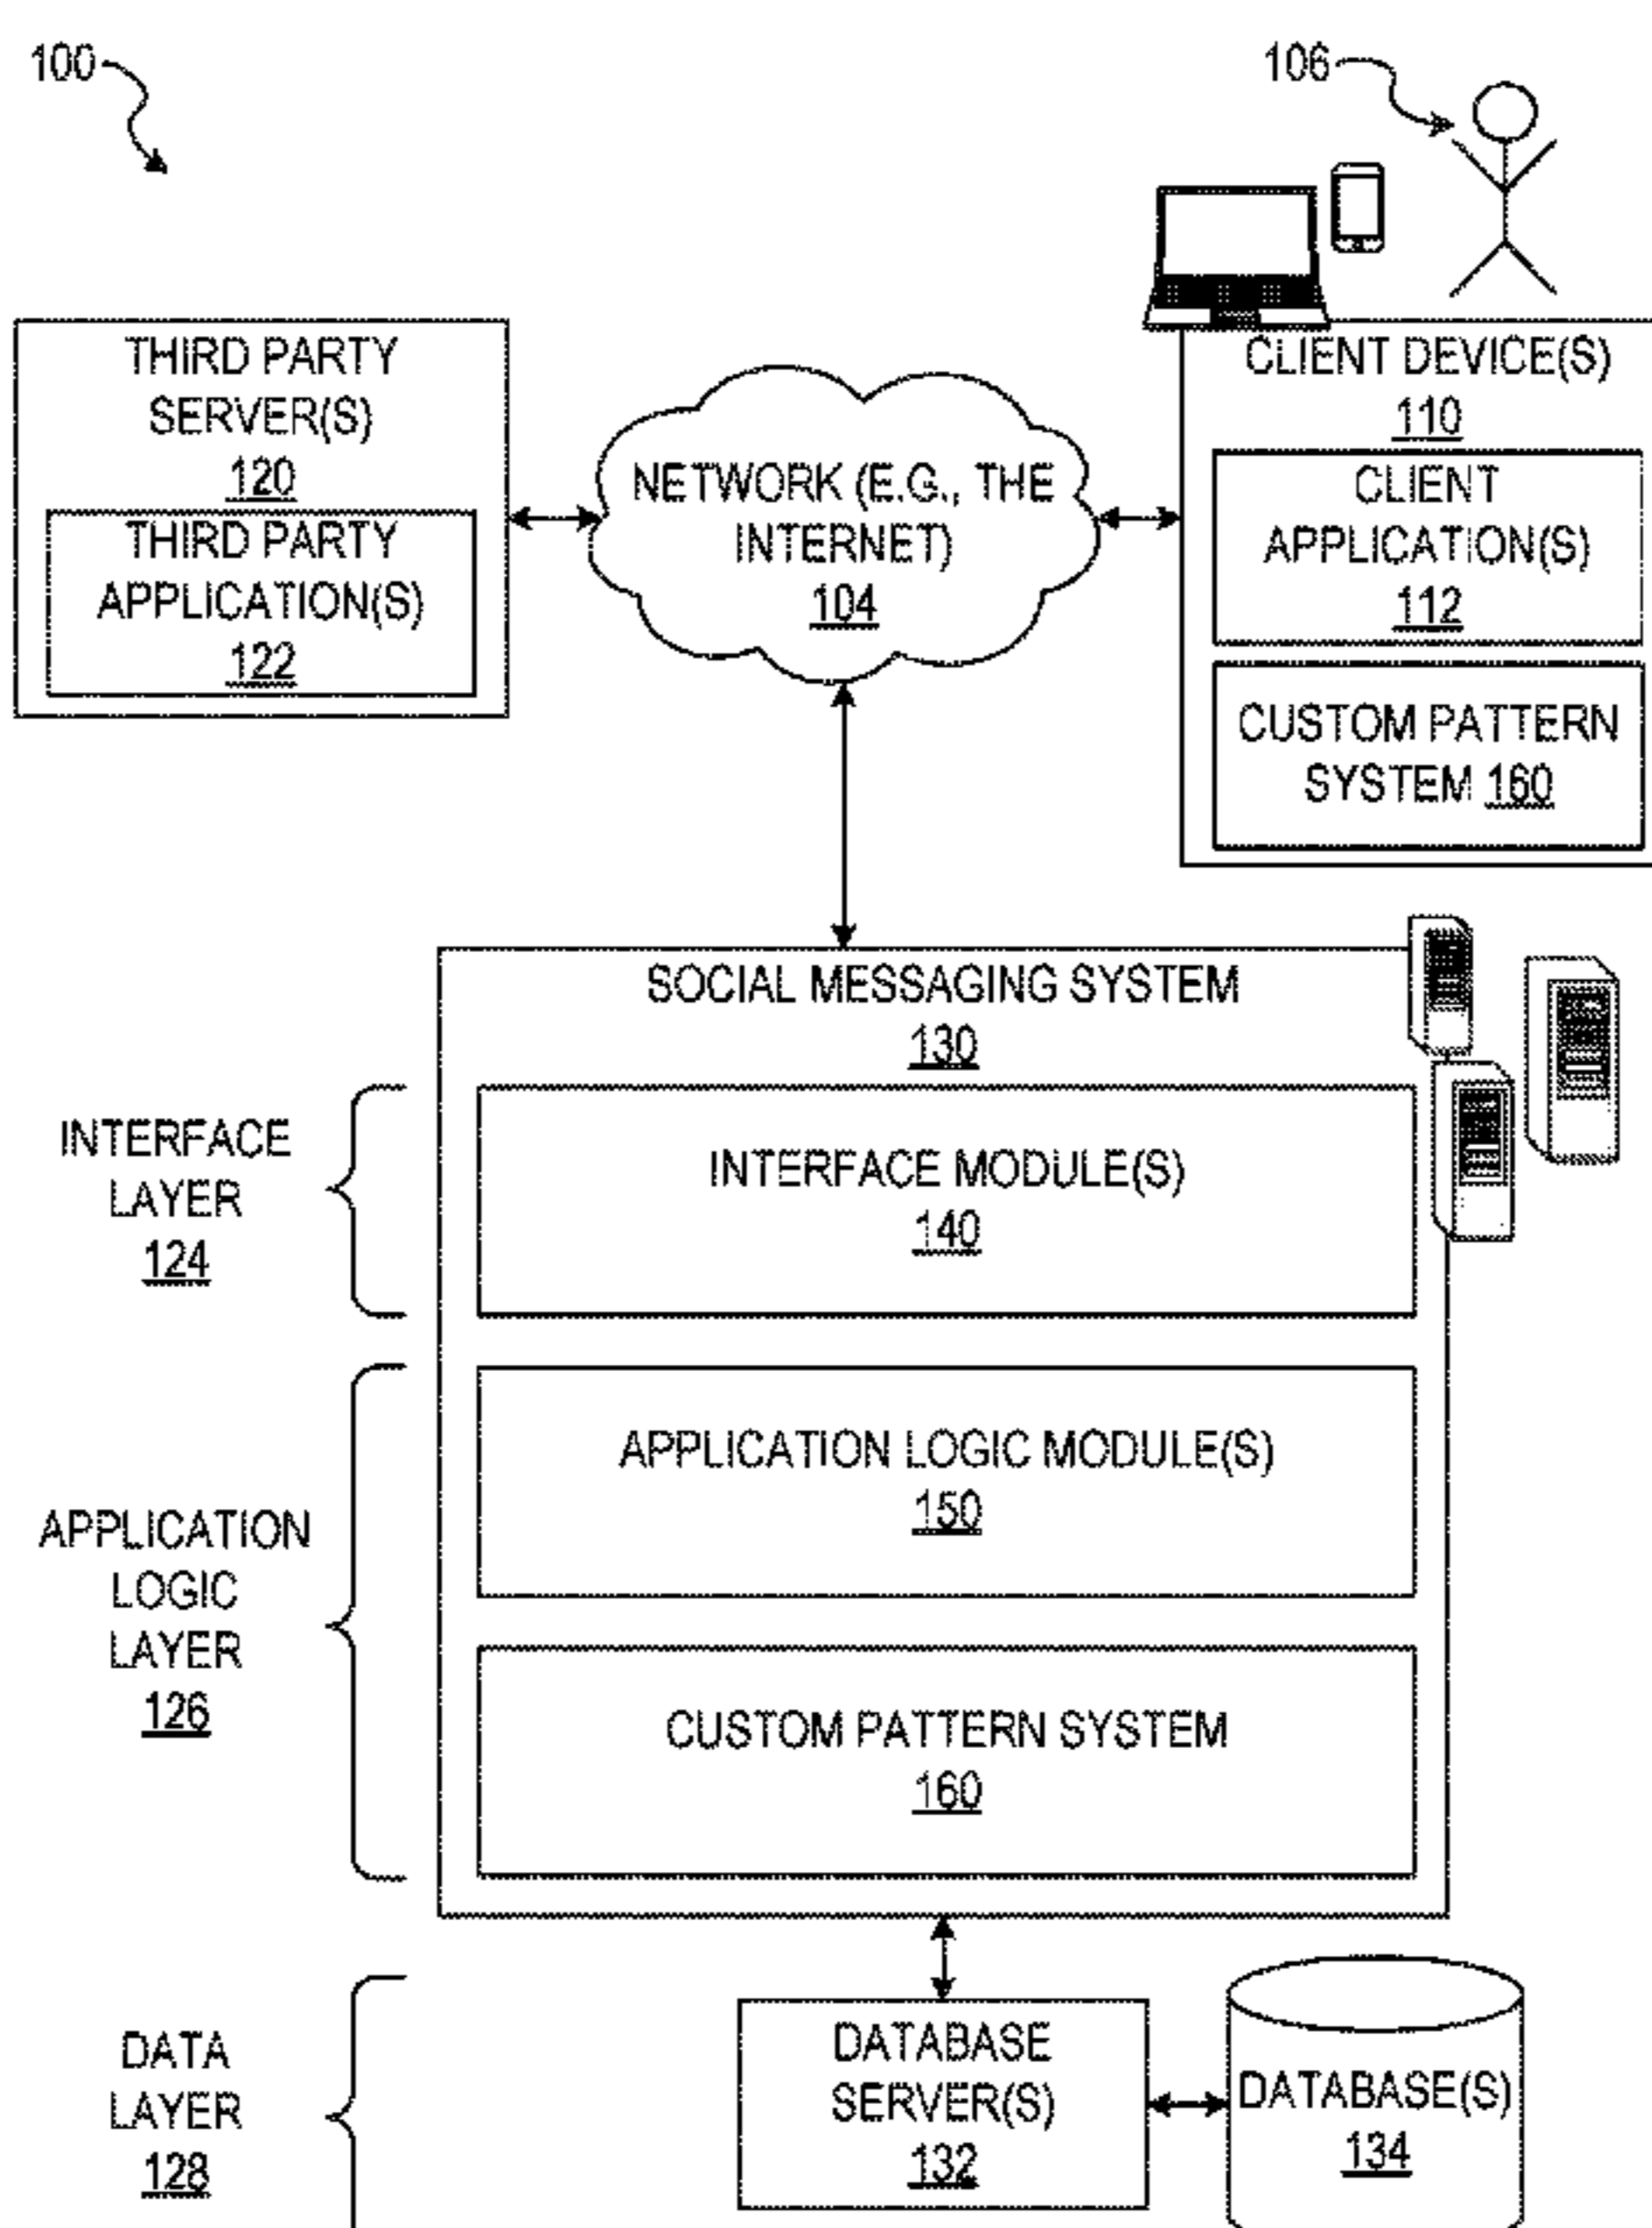 100
106
THIRD PARTY
SERVER(S)
120
THIRD PARTY
APPLICATION(S)
122
NETWORK (E.G., THE
INTERNET)
104
CLIENT DEVICE(S)
110
CLIENT
APPLICATION(S)
112
CUSTOM PATTERN
SYSTEM 160
SOCIAL MESSAGING SYSTEM
130
INTERFACE
LAYER
124
INTERFACE MODULE(S)
140
APPLICATION
LOGIC
LAYER
126
APPLICATION LOGIC MODULE(S)
150
CUSTOM PATTERN SYSTEM
160
DATA
LAYER
128
DATABASE
SERVER(S)
132
DATABASE(S)
134